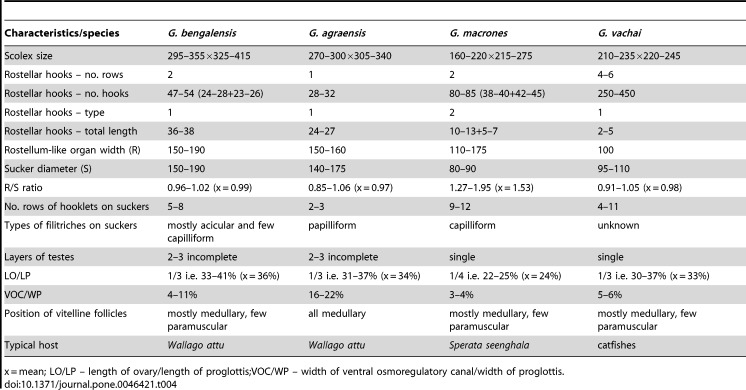 Characteristics/species G. bengalensis G. agraensis G. macrones G. vachai
Scolex size 295–355×325–415 270–300×305–340 160–220×215–275 210–235×220–245
Rostellar hooks – no. rows 2 1 2 4–6
Rostellar hooks – no. hooks 47–54 (24–28+23–26) 28–32 80–85 (38–40+42–45) 250–450
Rostellar hooks – type 1 1 2 1
Rostellar hooks – total length 36–38 24–27 10–13+5–7 2–5
Rostellum-like organ width (R) 150–190 150–160 110–175 100
Sucker diameter (S) 150–190 140–175 80–90 95–110
R/S ratio 0.96–1.02 (x = 0.99) 0.85–1.06 (x = 0.97) 1.27–1.95 (x = 1.53) 0.91–1.05 (x = 0.98)
No. rows of hooklets on suckers 5–8 2–3 9–12 4–11
Types of filitriches on suckers mostly acicular and few papilliform capilliform unknown
capilliform
Layers of testes 2–3 incomplete 2–3 incomplete single single
LO/LP 1/3 i.e. 33–41% (x = 36%) 1/3 i.e. 31–37% (x = 34%) 1/4 i.e. 22–25% (x = 24%) 1/3 i.e. 30–37% (x = 33%)
VOC/WP 4–11% 16–22% 3–4% 5–6%
Position of vitelline follicles mostly medullary, few all medullary mostly medullary, few mostly medullary, few
paramuscular paramuscular paramuscular
Typical host Wallago attu Wallago attu Sperata seenghala catfishes
x = mean; LO/LP – length of ovary/length of proglottis;VOC/WP – width of ventral osmoregulatory canal/width of proglottis.
doi:10.1371/journal.pone.0046421.t004